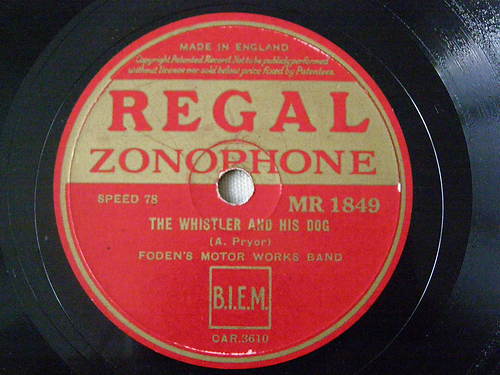 MADE IN ENGLAND
Copyright Patented Record. Not to be publicly performed
without licence nor sold below price fixed by Patentees.
REGAL
ZONOPHONE
SPEED 78
MR 1849
THE WHISTLER AND HIS DOG
(A. Pryor)
FODEN'S MOTOR WORKS BAND
B.I.E.M.
CAR.3610